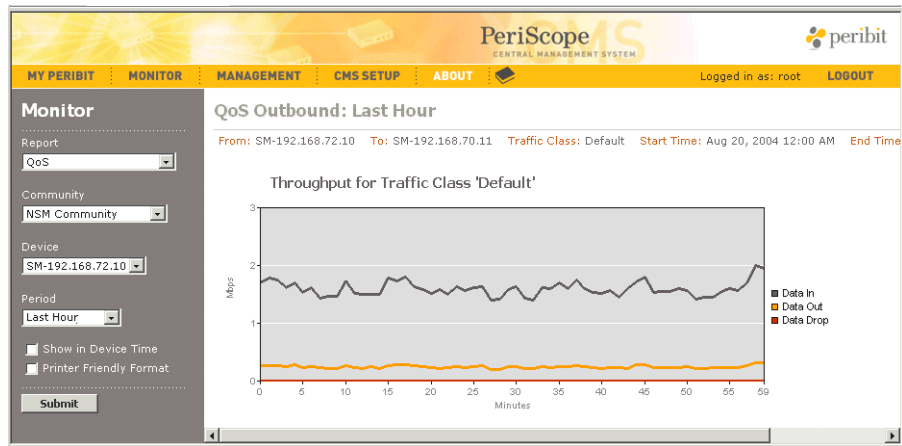 CMS
PeriScope
CENTRAL MANAGEMENT SYSTEM
peribit
MY PERIBIT MONITOR MANAGEMENT CMS SETUP ABOUT Logged in as: root LOGOUT
Monitor
Report
QoS
Community
NSM Community
Device
SM-192.168.72.10
Period
Last Hour
Show in Device Time
Printer Friendly Format
Submit
QoS Outbound: Last Hour
From: SM-192.168.72.10 To: SM-192.168.70.11 Traffic Class: Default Start Time: Aug 20, 2004 12:00 AM End Time
Throughput for Traffic Class 'Default'
3
2
1
0
Mbps
0 5 10 15 20 25 30 35 40 45 50 55 59
Minutes
Data In
Data Out
Data Drop